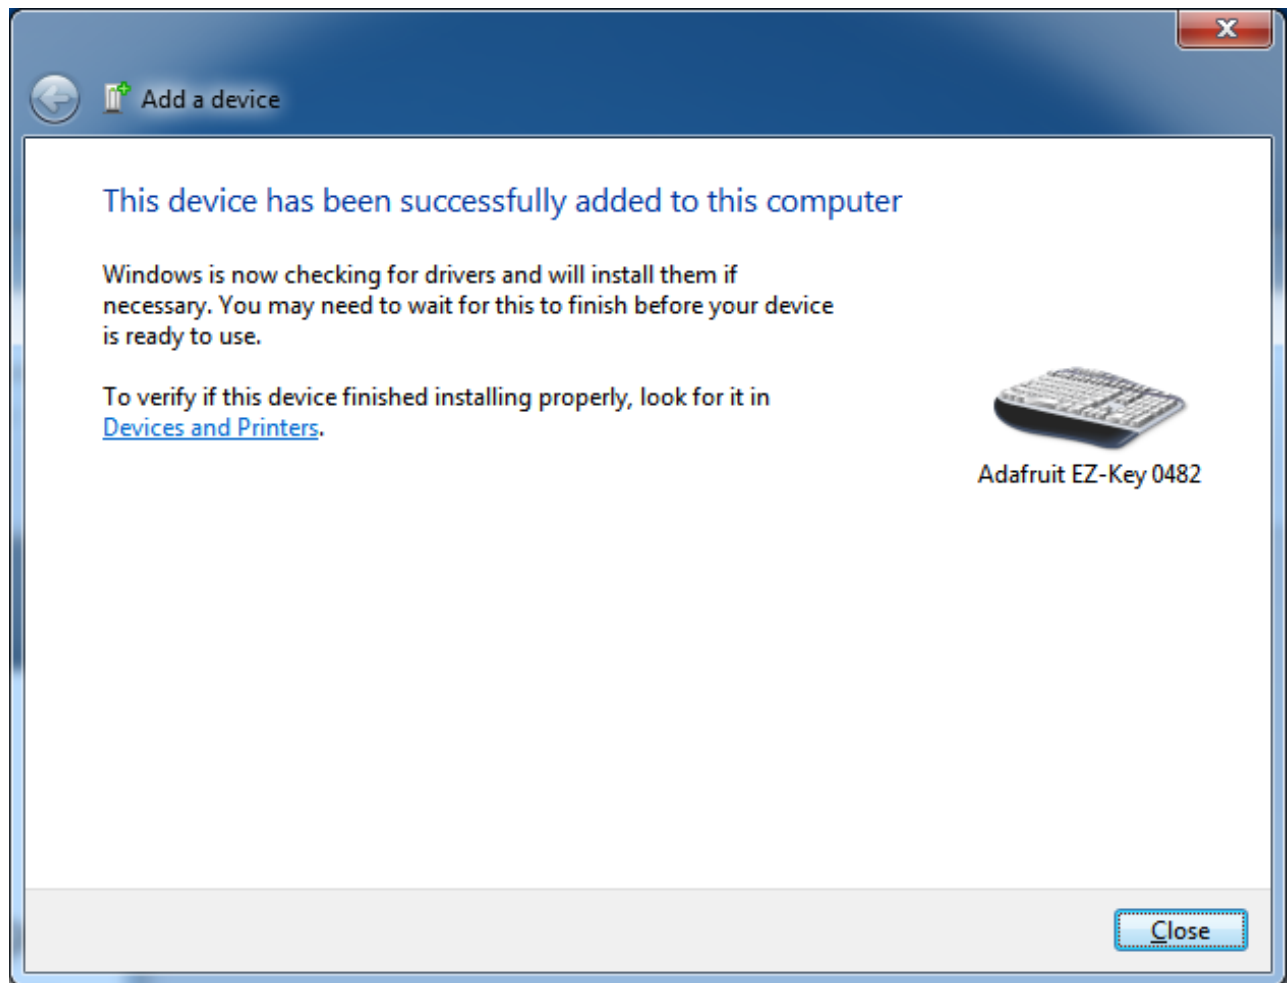 Add a device
This device has been successfully added to this computer
Windows is now checking for drivers and will install them if
necessary. You may need to wait for this to finish before your device
is ready to use.
To verify if this device finished installing properly, look for it in
Devices and Printers.
Adafruit EZ-Key 0482
Close